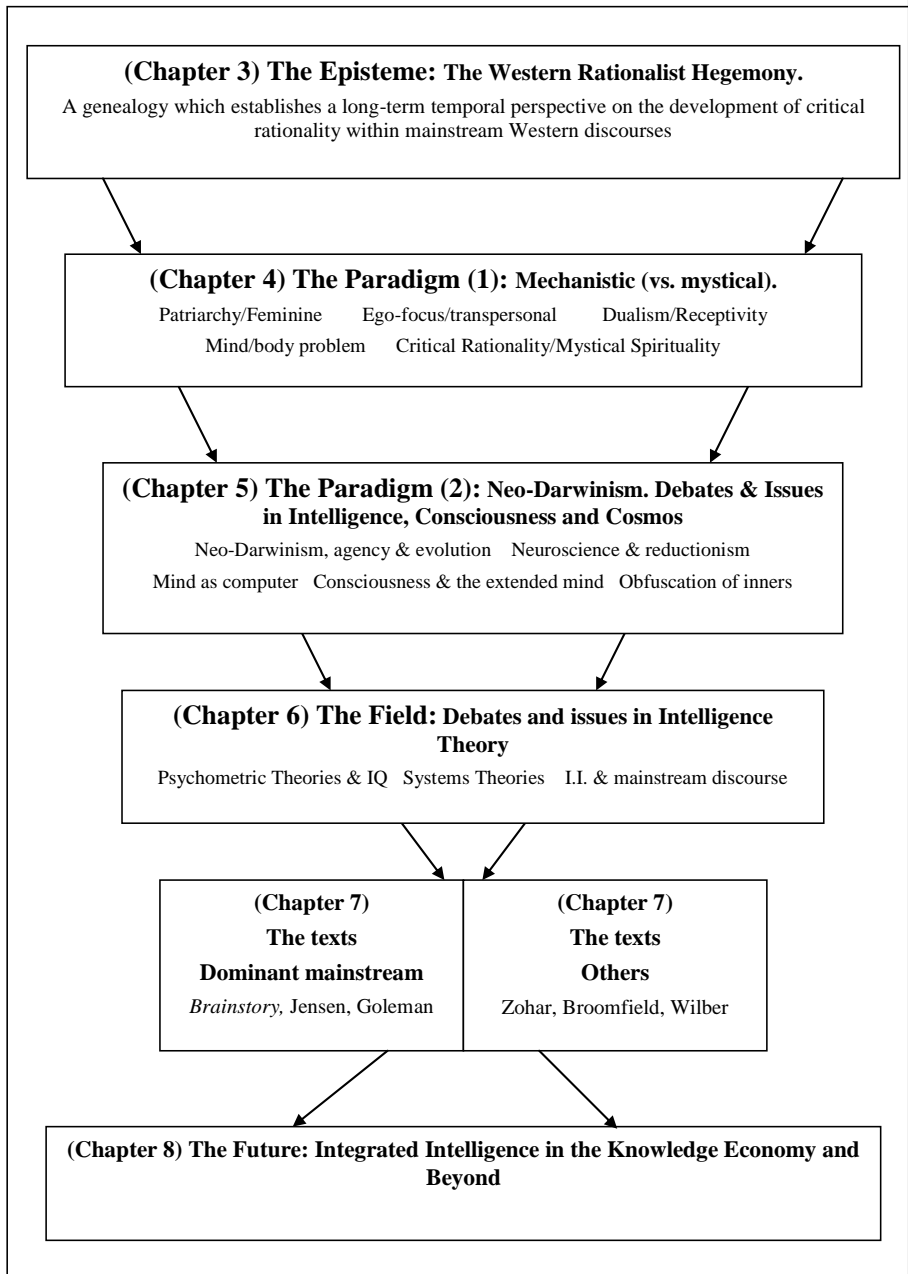 (Chapter 3) The Episteme: The Western Rationalist Hegemony.
A genealogy which establishes a long-term temporal perspective on the development of critical
rationality within mainstream Western discourses
(Chapter 4) The Paradigm (1): Mechanistic (vs. mystical).
Patriarchy/Feminine Ego-focus/transpersonal Dualism/Receptivity
Mind/body problem Critical Rationality/Mystical Spirituality
(Chapter 5) The Paradigm (2): Neo-Darwinism. Debates & Issues
in Intelligence, Consciousness and Cosmos
Neo-Darwinism, agency & evolution Neuroscience & reductionism
Mind as computer Consciousness & the extended mind Obfuscation of inners
(Chapter 6) The Field: Debates and issues in Intelligence
Theory
Psychometric Theories & IQ Systems Theories I.I. & mainstream discourse
(Chapter 7)
The texts
Dominant mainstream
Brainstory, Jensen, Goleman
(Chapter 7)
The texts
Others
Zohar, Broomfield, Wilber
(Chapter 8) The Future: Integrated Intelligence in the Knowledge Economy and
Beyond